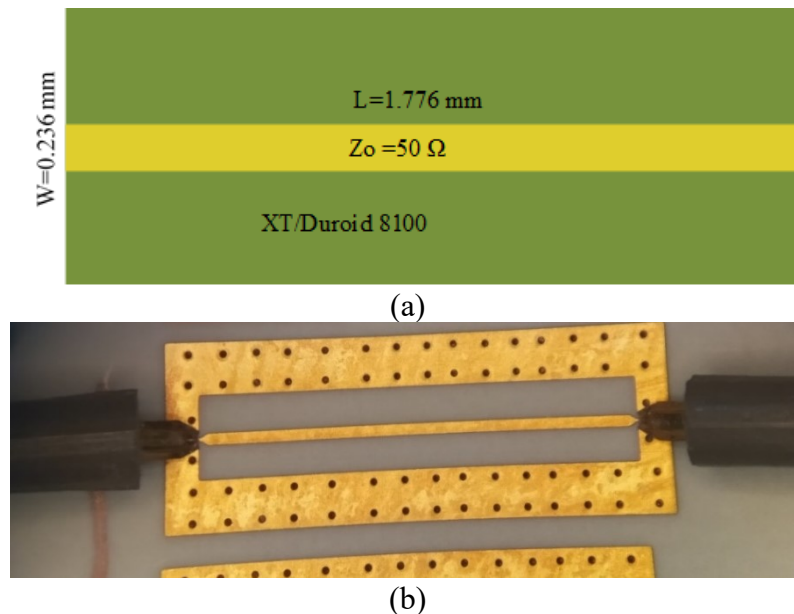 L=1.776 mm
W=0.236 mm
Zo =50 Ω
XT/Duroid 8100
(a)
(b)